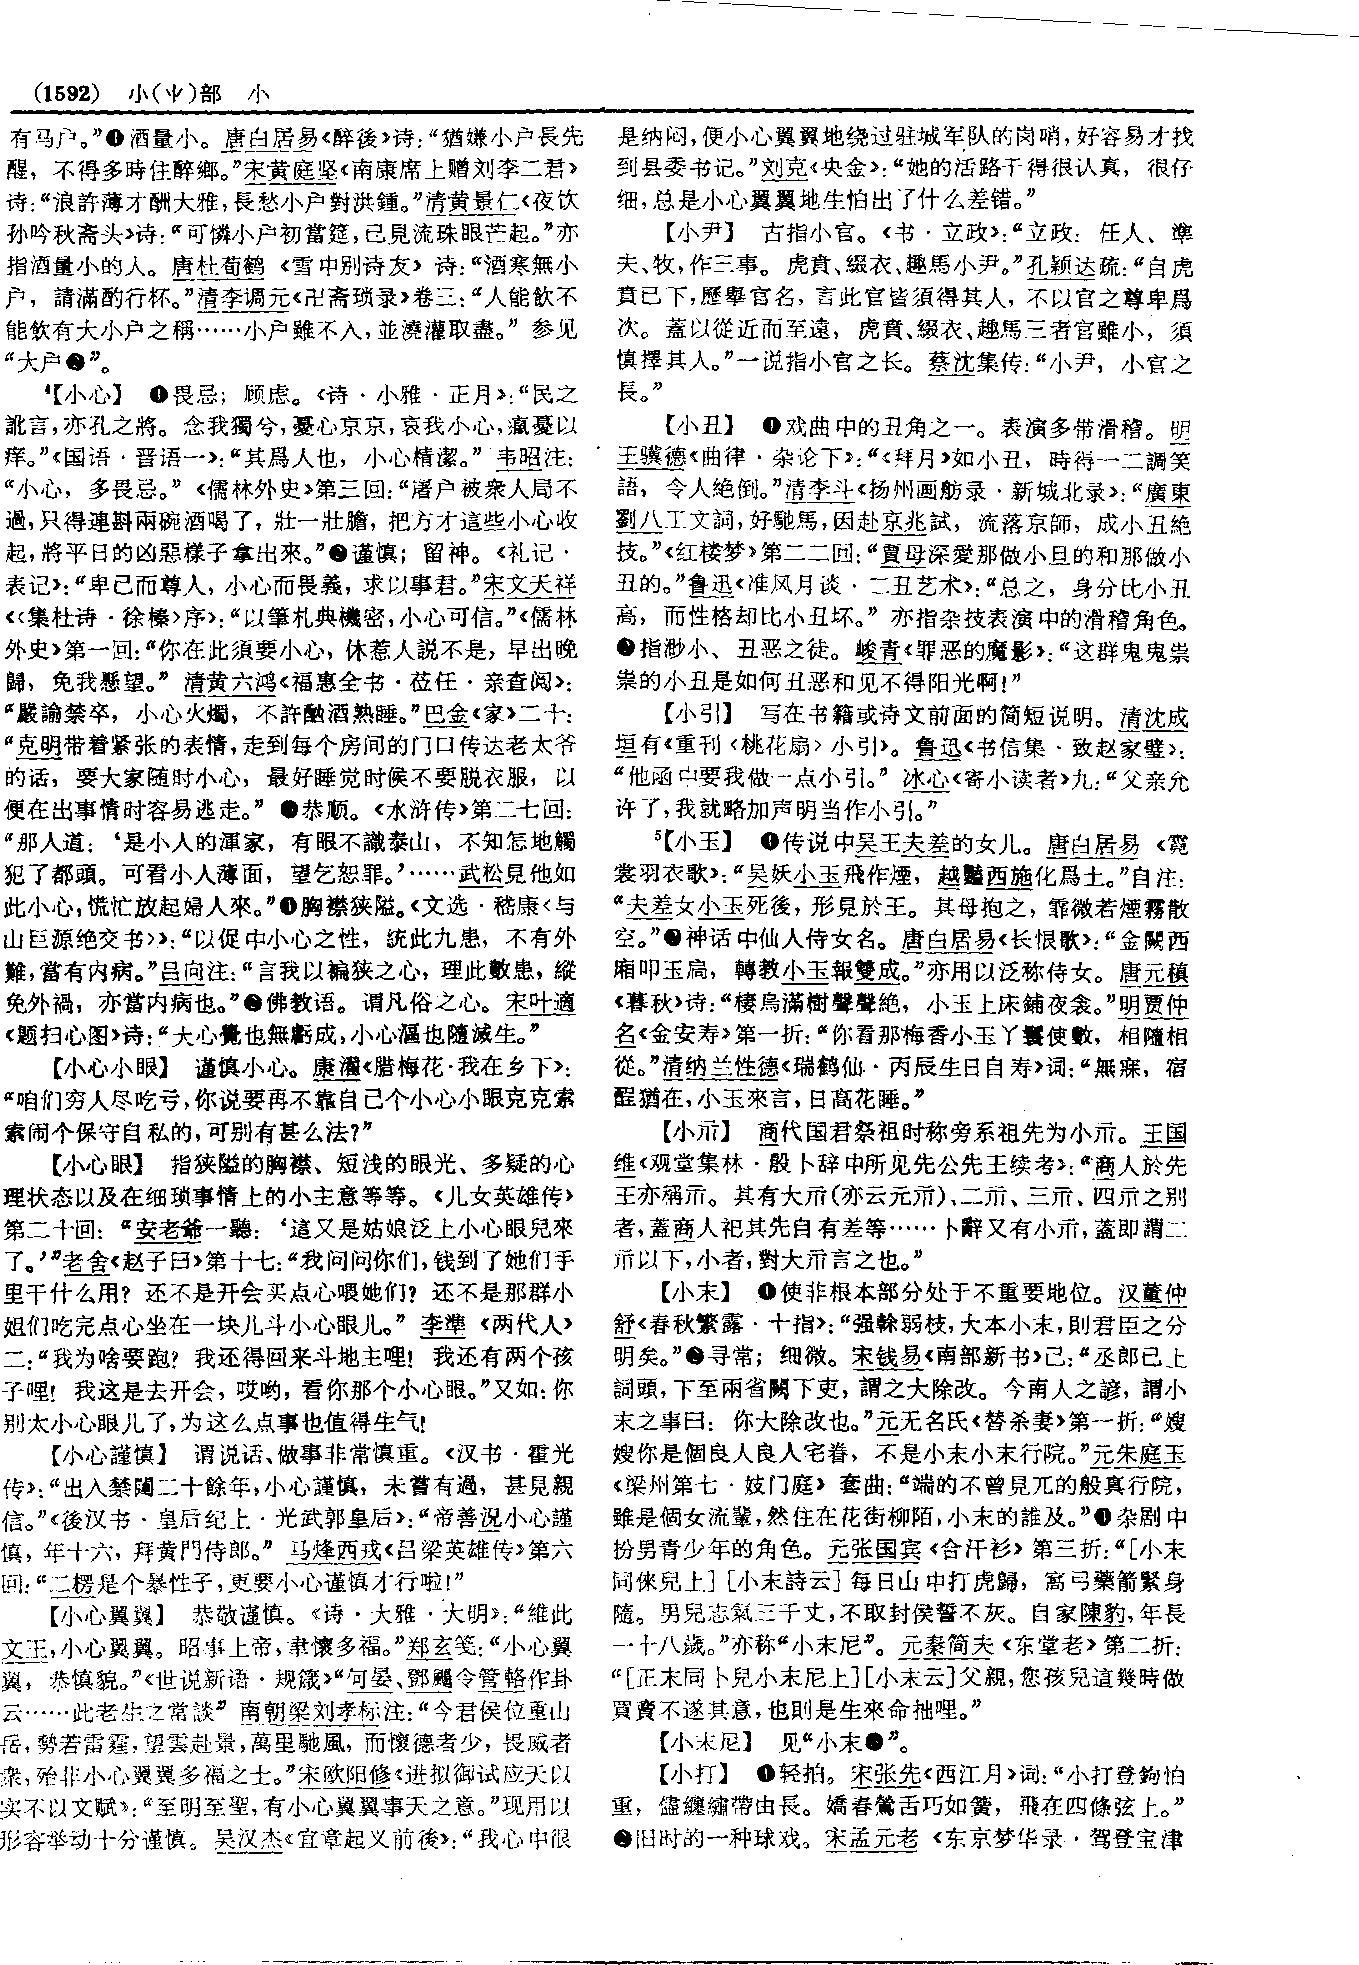 (1592) 小(⺌)部 小
有马户。”❶酒量小。唐白居易《醉後》诗：“猶嫌小户長先
醒，不得多時住醉鄉。”宋黄庭坚《南康席上赠刘李二君》
诗：“浪許薄才酬大雅，長愁小户對洪鍾。”清黄景仁《夜饮
孙吟秋斋头》诗：“可憐小户初當筵，已見流珠眼芒起。”亦
指酒量小的人。唐杜荀鹤《雪中别诗友》诗：“酒寒無小
户，請滿酌行杯。”清李调元《卍斋琐录》卷三：“人能飲不
能飲有大小户之稱……小户雖不入，並澆灌取盡。”参见
“大户❷”。
⁴【小心】 ❶畏忌；顾虑。《诗·小雅·正月》：“民之
訛言，亦孔之將。念我獨兮，憂心京京，哀我小心，癙憂以
痒。”《国语·晋语一》：“其爲人也，小心精潔。”韦昭注：
“小心，多畏忌。”《儒林外史》第三回：“屠户被衆人局不
過，只得連斟兩碗酒喝了，壯一壯膽，把方才這些小心收
起，將平日的凶惡樣子拿出來。”❷谨慎；留神。《礼记·
表记》：“卑己而尊人，小心而畏義，求以事君。”宋文天祥
《〈集杜诗·徐榛〉序》：“以筆札典機密，小心可信。”《儒林
外史》第一回：“你在此須要小心，休惹人説不是，早出晚
歸，免我懸望。”清黄六鸿《福惠全书·莅任·亲查阅》：
“嚴諭禁卒，小心火燭，不許酗酒熟睡。”巴金《家》二十：
“克明带着紧张的表情，走到每个房间的门口传达老太爷
的话，要大家随时小心，最好睡觉时候不要脱衣服，以
便在出事情时容易逃走。”❸恭顺。《水浒传》第二七回：
“那人道：‘是小人的渾家，有眼不識泰山，不知怎地觸
犯了都頭。可看小人薄面，望乞恕罪。’……武松見他如
此小心，慌忙放起婦人來。”❹胸襟狭隘。《文选·嵇康〈与
山巨源绝交书〉》：“以促中小心之性，統此九患，不有外
難，當有内病。”吕向注：“言我以褊狭之心，理此數患，縱
免外禍，亦當内病也。”❺佛教语。谓凡俗之心。宋叶適
《题扫心图》诗：“大心覺也無虧成，小心漚也隨滅生。”
【小心小眼】 谨慎小心。康濯《腊梅花·我在乡下》：
“咱们穷人尽吃亏，你说要再不靠自己个小心小眼克克索
索闹个保守自私的，可别有甚么法？”
【小心眼】 指狭隘的胸襟、短浅的眼光、多疑的心
理状态以及在细琐事情上的小主意等等。《儿女英雄传》
第二十回：“安老爺一聽：‘這又是姑娘泛上小心眼兒來
了。’”老舍《赵子曰》第十七：“我问问你们，钱到了她们手
里干什么用？还不是开会买点心喂她们？还不是那群小
姐们吃完点心坐在一块儿斗小心眼儿。”李準《两代人》
二：“我为啥要跑？我还得回来斗地主哩！我还有两个孩
子哩！我这是去开会，哎哟，看你那个小心眼。”又如：你
别太小心眼儿了，为这么点事也值得生气！
【小心謹慎】 谓说话、做事非常慎重。《汉书·霍光
传》：“出入禁闥二十餘年，小心謹慎，未嘗有過，甚見親
信。”《後汉书·皇后纪上·光武郭皇后》：“帝善況小心謹
慎，年十六，拜黄門侍郎。”马烽西戎《吕梁英雄传》第六
回：“二楞是个暴性子，更要小心谨慎才行啦！”
【小心翼翼】 恭敬谨慎。《诗·大雅·大明》：“維此
文王，小心翼翼。昭事上帝，聿懷多福。”郑玄笺：“小心翼
翼，恭慎貌。”《世说新语·规箴》“何晏、鄧颺令管輅作卦
云……此老生之常談”南朝梁刘孝标注：“今君侯位重山
岳，勢若雷霆，望雲赴景，萬里馳風，而懷德者少，畏威者
衆，殆非小心翼翼多福之士。”宋欧阳修《进拟御试应天以
实不以文赋》：“至明至聖，有小心翼翼事天之意。”现用以
形容举动十分谨慎。吴汉杰《宜章起义前後》：“我心中很
是纳闷，便小心翼翼地绕过驻城军队的岗哨，好容易才找
到县委书记。”刘克《央金》：“她的活路干得很认真，很仔
细，总是小心翼翼地生怕出了什么差错。”
【小尹】 古指小官。《书·立政》：“立政：任人、準
夫、牧，作三事。虎賁、綴衣、趣馬小尹。”孔颖达疏：“自虎
賁已下，歷舉官名，言此官皆須得其人，不以官之尊卑爲
次。蓋以從近而至遠，虎賁、綴衣、趣馬三者官雖小，須
慎擇其人。”一说指小官之长。蔡沈集传：“小尹，小官之
長。”
【小丑】 ❶戏曲中的丑角之一。表演多带滑稽。明
王骥德《曲律·杂论下》：“《拜月》如小丑，時得一二調笑
語，令人絶倒。”清李斗《扬州画舫录·新城北录》：“廣東
劉八工文詞，好馳馬，因赴京兆試，流落京師，成小丑絶
技。”《红楼梦》第二二回：“賈母深愛那做小旦的和那做小
丑的。”鲁迅《准风月谈·二丑艺术》：“总之，身分比小丑
高，而性格却比小丑坏。”亦指杂技表演中的滑稽角色。
❷指渺小、丑恶之徒。峻青《罪恶的魔影》：“这群鬼鬼祟
祟的小丑是如何丑恶和见不得阳光啊！”
【小引】 写在书籍或诗文前面的简短说明。清沈成
垣有《重刊〈桃花扇〉小引》。鲁迅《书信集·致赵家璧》：
“他函中要我做一点小引。”冰心《寄小读者》九：“父亲允
许了，我就略加声明当作小引。”
⁵【小玉】 ❶传说中吴王夫差的女儿。唐白居易《霓
裳羽衣歌》：“吴妖小玉飛作煙，越豔西施化爲土。”自注：
“夫差女小玉死後，形見於王。其母抱之，霏微若煙霧散
空。”❷神话中仙人侍女名。唐白居易《长恨歌》：“金闕西
廂叩玉扃，轉教小玉報雙成。”亦用以泛称侍女。唐元稹
《暮秋》诗：“棲烏滿樹聲聲絶，小玉上床鋪夜衾。”明贾仲
名《金安寿》第一折：“你看那梅香小玉丫鬟使數，相隨相
從。”清纳兰性德《瑞鹤仙·丙辰生日自寿》词：“無寐，宿
酲猶在，小玉來言，日高花睡。”
【小示】 商代国君祭祖时称旁系祖先为小示。王国
维《观堂集林·殷卜辞中所见先公先王续考》：“商人於先
王亦稱示。其有大示(亦云元示)、二示、三示、四示之别
者，蓋商人祀其先自有差等……卜辭又有小示，蓋即謂二
示以下，小者，對大示言之也。”
【小末】 ❶使非根本部分处于不重要地位。汉董仲
舒《春秋繁露·十指》：“强榦弱枝，大本小末，則君臣之分
明矣。”❷寻常；细微。宋钱易《南部新书》己：“丞郎已上
詞頭，下至兩省闕下吏，謂之大除改。今南人之諺，謂小
末之事曰：你大除改也。”元无名氏《替杀妻》第一折：“嫂
嫂你是個良人良人宅眷，不是小末小末行院。”元朱庭玉
《梁州第七·妓门庭》套曲：“端的不曾見兀的般真行院，
雖是個女流輩，然住在花街柳陌，小末的誰及。”❸杂剧中
扮男青少年的角色。元张国宾《合汗衫》第三折：“[小末
同俫兒上][小末詩云]每日山中打虎歸，窩弓藥箭緊身
隨。男兒志氣三千丈，不取封侯誓不灰。自家陳豹，年長
一十八歲。”亦称“小末尼”。元秦简夫《东堂老》第二折：
“[正末同卜兒小末尼上][小末云]父親，您孩兒這幾時做
買賣不遂其意，也則是生來命拙哩。”
【小末尼】 见“小末❸”。
【小打】 ❶轻拍。宋张先《西江月》词：“小打登鉤怕
重，儘纏繡帶由長。嬌春鶯舌巧如簧，飛在四條弦上。”
❷旧时的一种球戏。宋孟元老《东京梦华录·驾登宝津